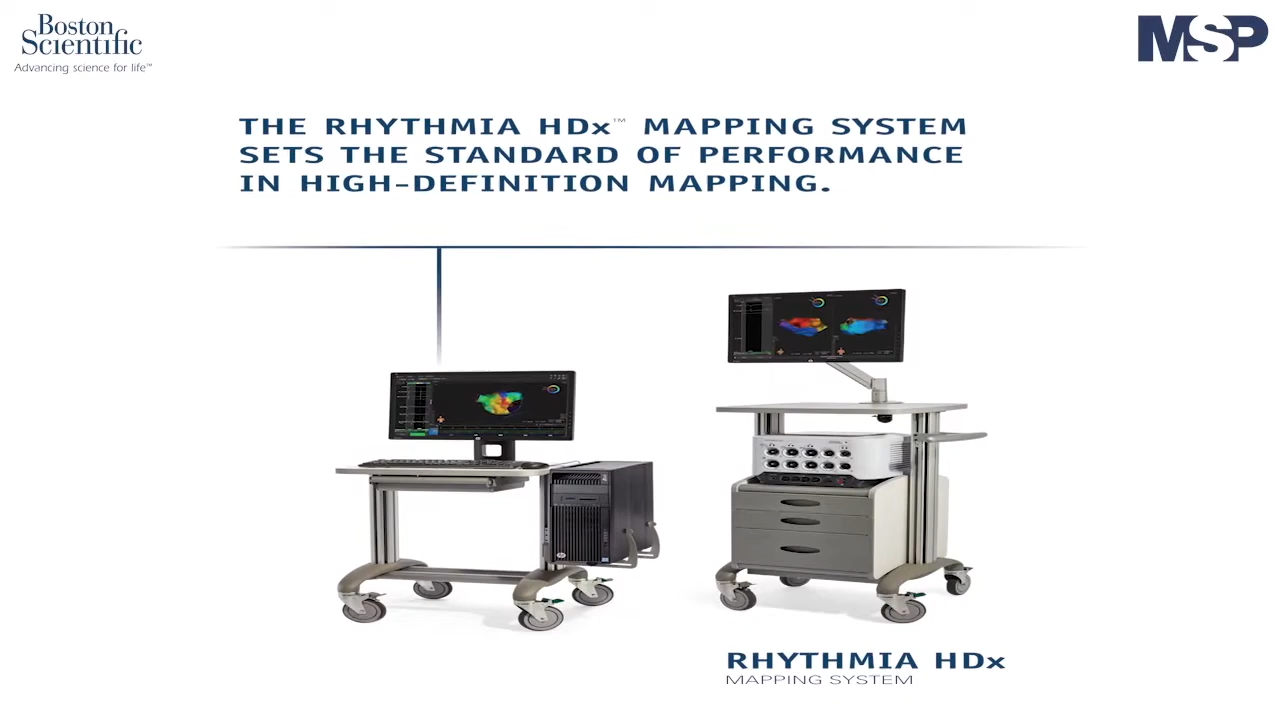 Boston
Scientific
Advancing science for life™
MSP
THE RHYTHMIA HDx™ MAPPING SYSTEM
SETS THE STANDARD OF PERFORMANCE
IN HIGH-DEFINITION MAPPING.
hp
RHYTHMIA HDx
MAPPING SYSTEM